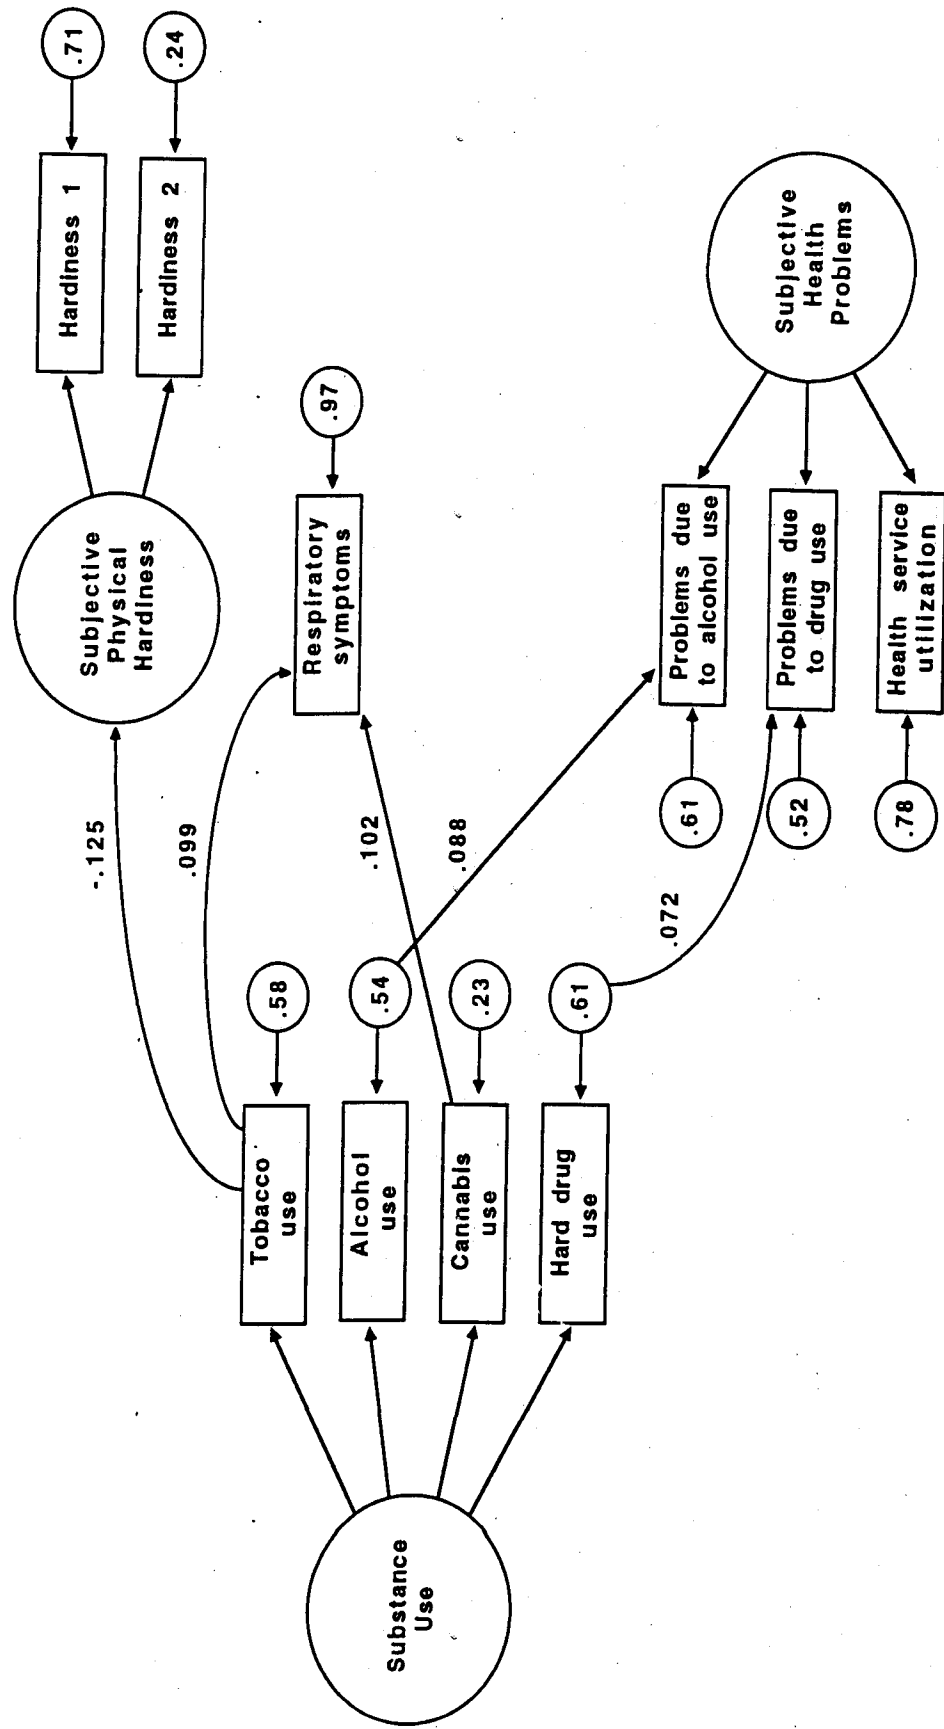 Substance
Use
Tobacco
use
Alcohol
use
Cannabis
use
Hard drug
use
.58
.54
.23
.61
-.125
.099
.102
.088
.072
Subjective
Physical
Hardiness
Hardiness 1
Hardiness 2
.71
.24
Respiratory
symptoms
.97
.61
.52
.78
Problems due
to alcohol use
Problems due
to drug use
Health service
utilization
Subjective
Health
Problems